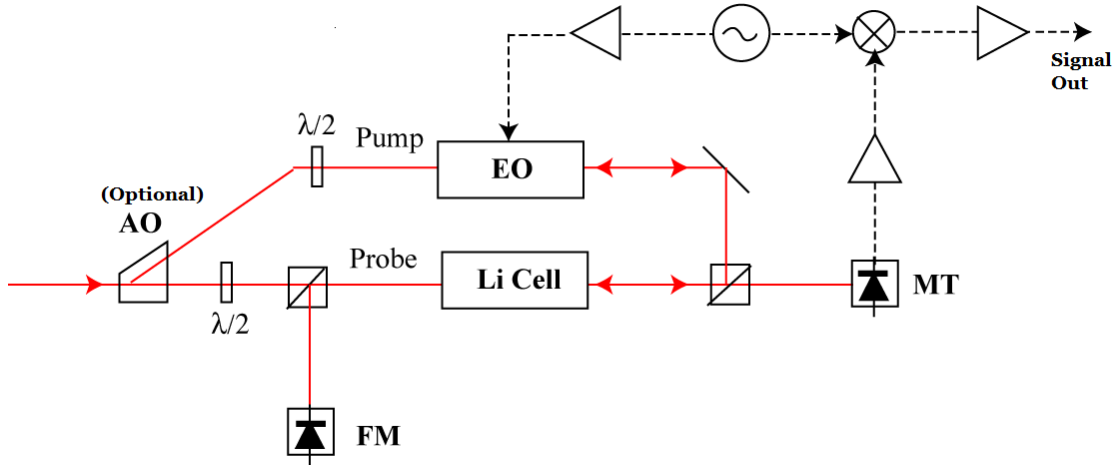 Signal
Out
λ/2
Pump
EO
(Optional)
AO
Probe
Li Cell
MT
λ/2
FM